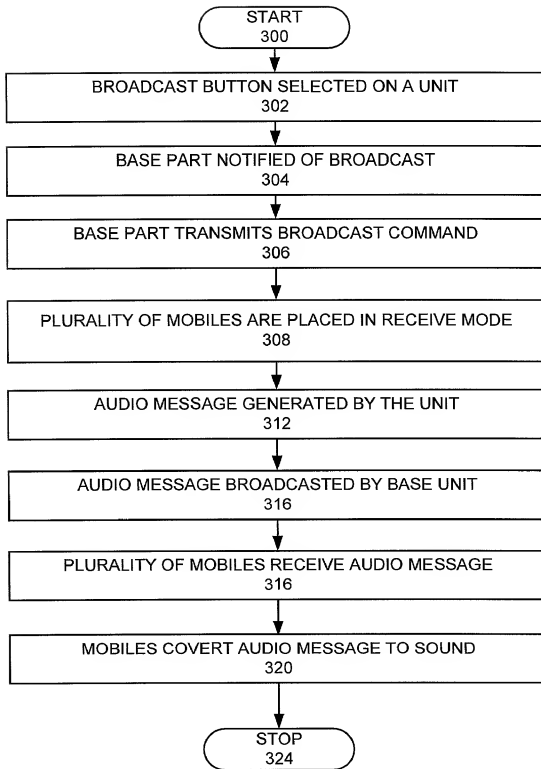 START
300
BROADCAST BUTTON SELECTED ON A UNIT
302
BASE PART NOTIFIED OF BROADCAST
304
BASE PART TRANSMITS BROADCAST COMMAND
306
PLURALITY OF MOBILES ARE PLACED IN RECEIVE MODE
308
AUDIO MESSAGE GENERATED BY THE UNIT
312
AUDIO MESSAGE BROADCASTED BY BASE UNIT
316
PLURALITY OF MOBILES RECEIVE AUDIO MESSAGE
316
MOBILES COVERT AUDIO MESSAGE TO SOUND
320
STOP
324